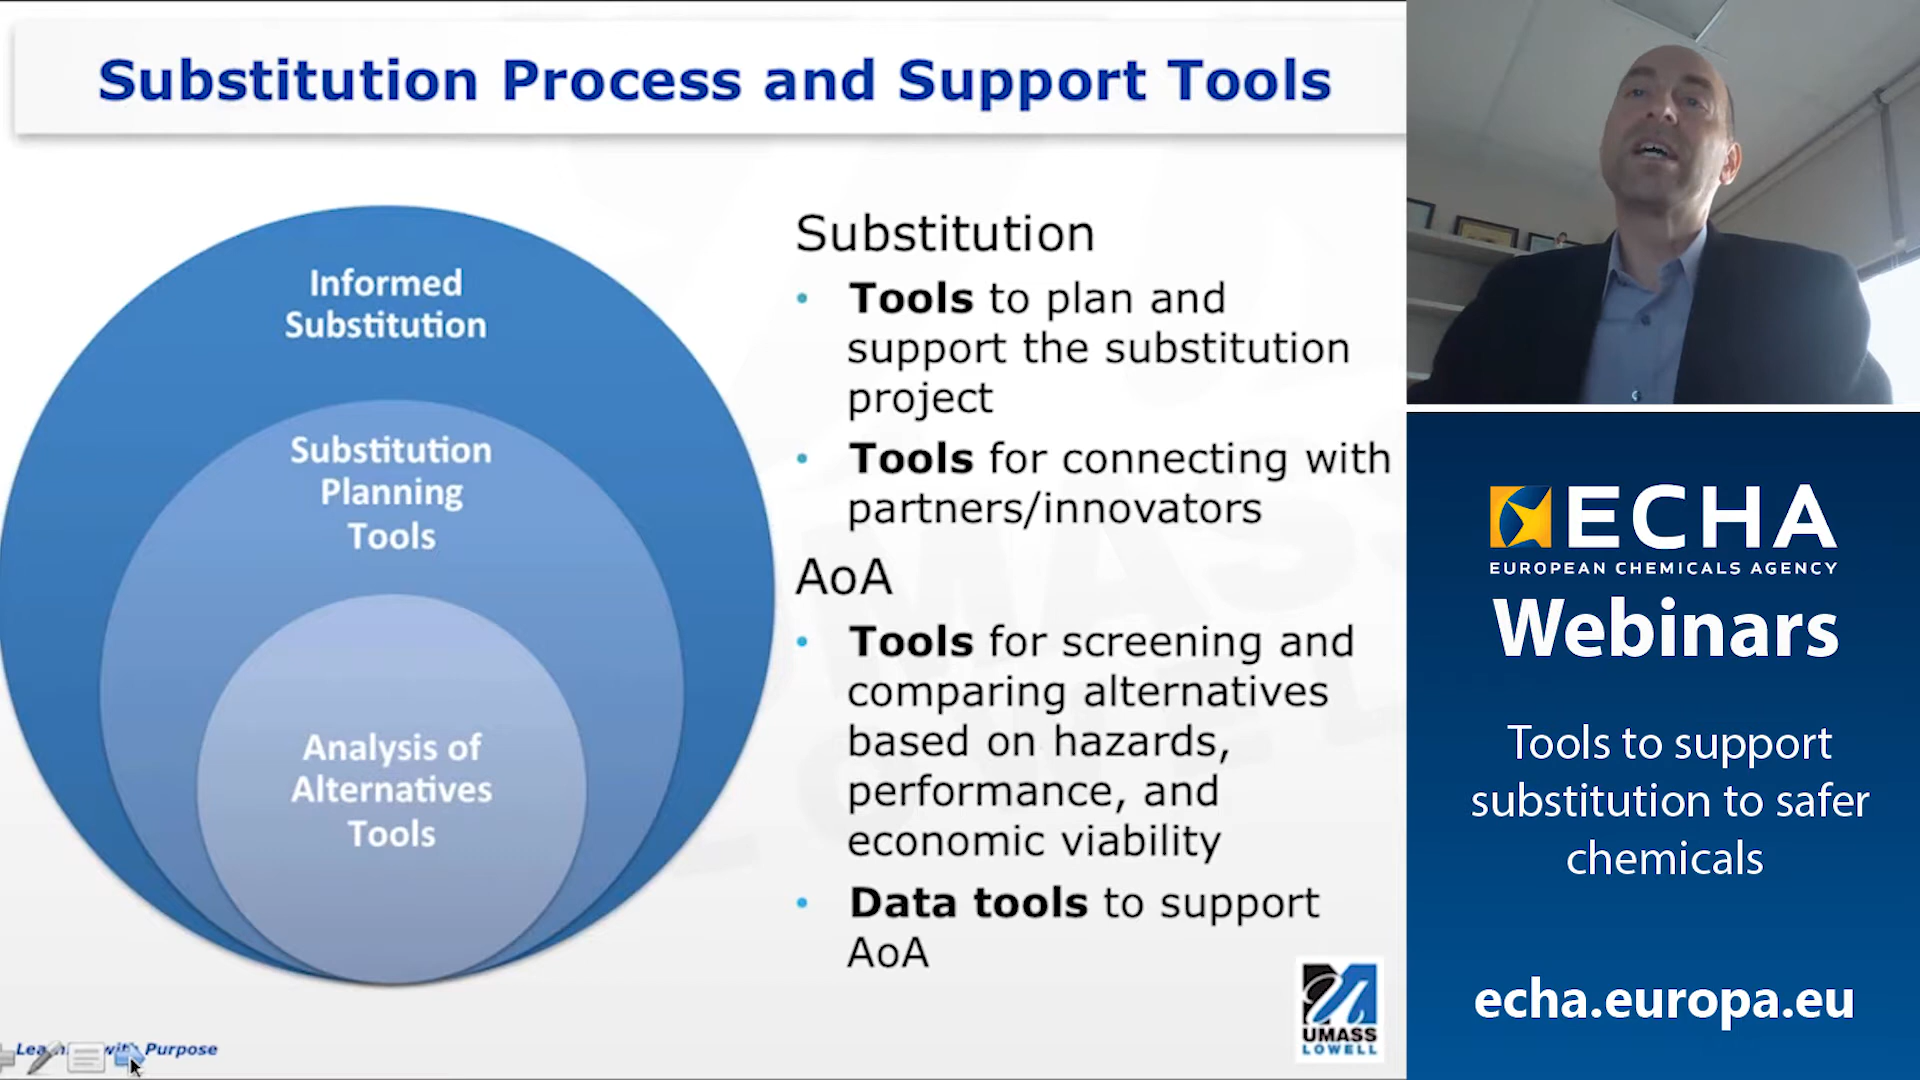 Substitution Process and Support Tools
Informed
Substitution
Substitution
Planning
Tools
Analysis of
Alternatives
Tools
Substitution
• Tools to plan and
support the substitution
project
• Tools for connecting with
partners/innovators
AoA
• Tools for screening and
comparing alternatives
based on hazards,
performance, and
economic viability
• Data tools to support
AoA
UMASS
LOWELL
Purpose
ECHA
EUROPEAN CHEMICALS AGENCY
Webinars
Tools to support
substitution to safer
chemicals
echa.europa.eu